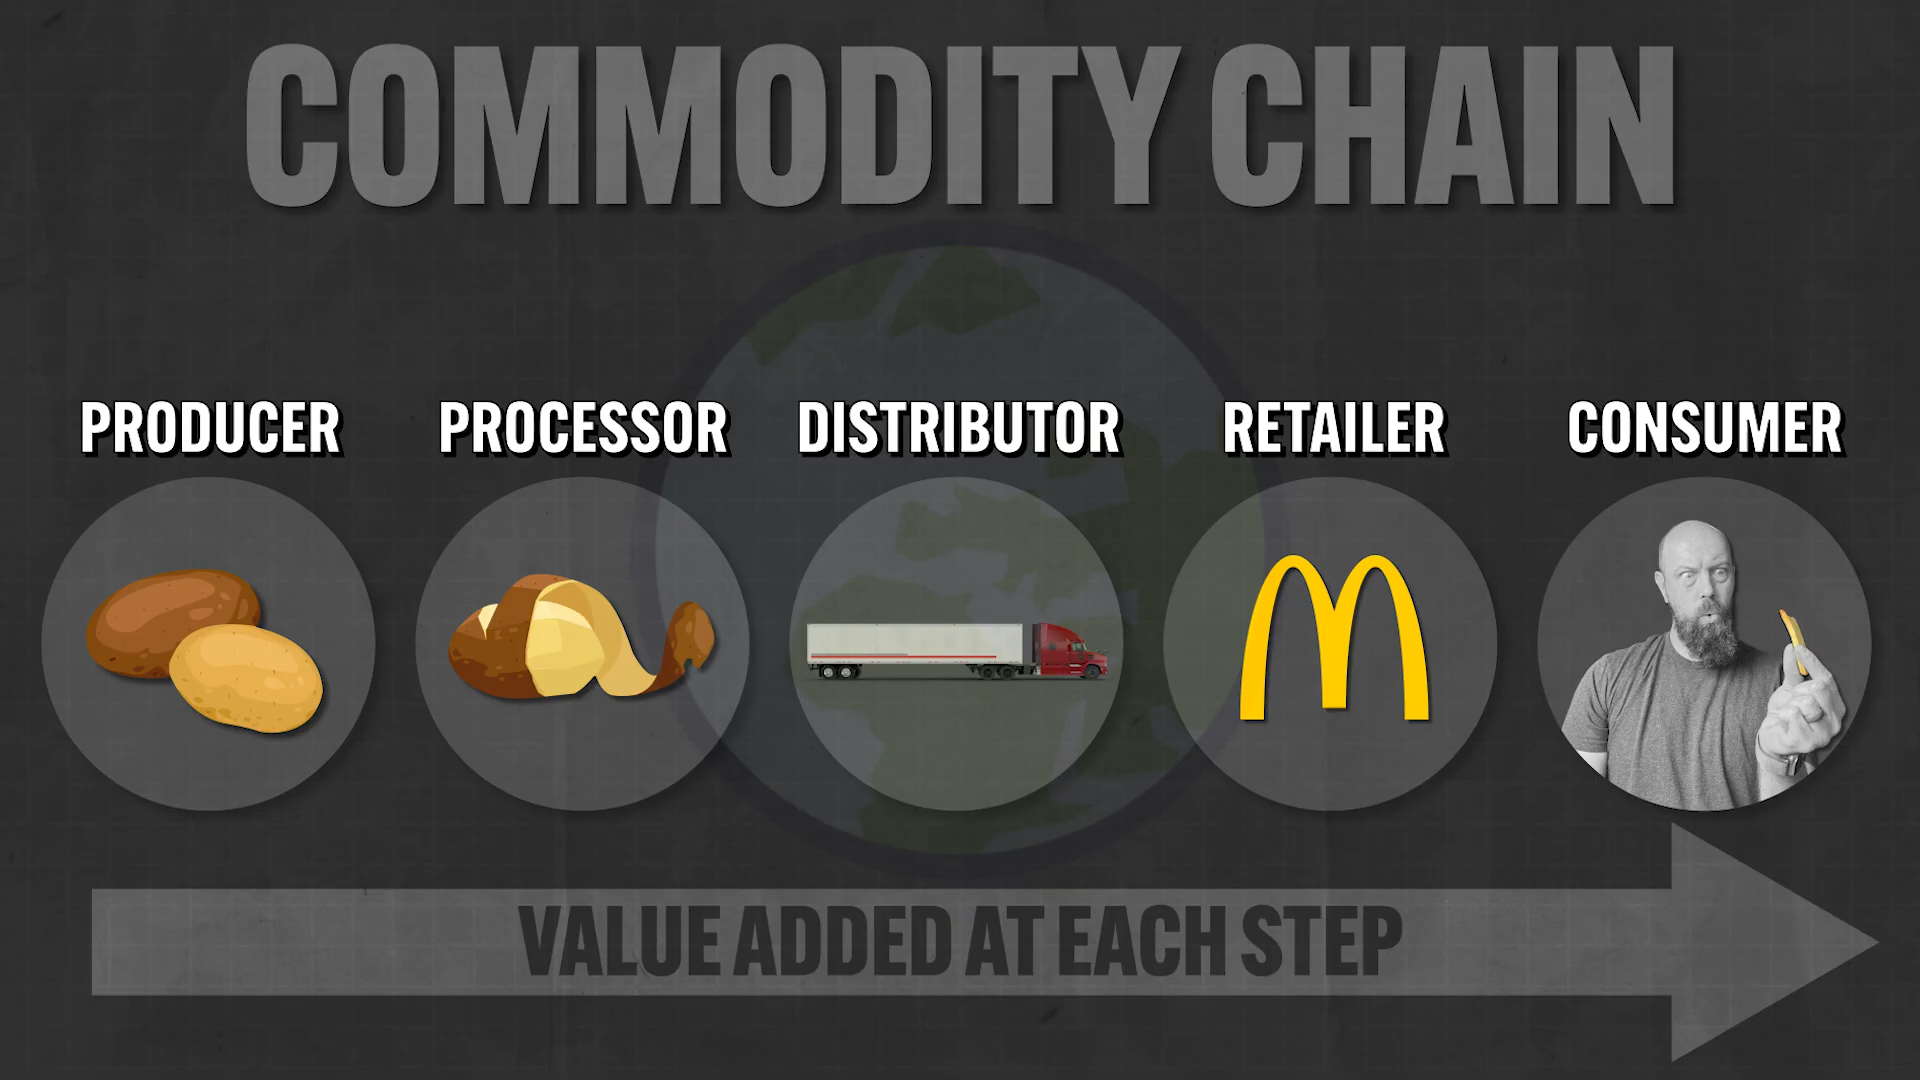 COMMODITY CHAIN
PRODUCER
PROCESSOR
DISTRIBUTOR
RETAILER
CONSUMER
VALUE ADDED AT EACH STEP